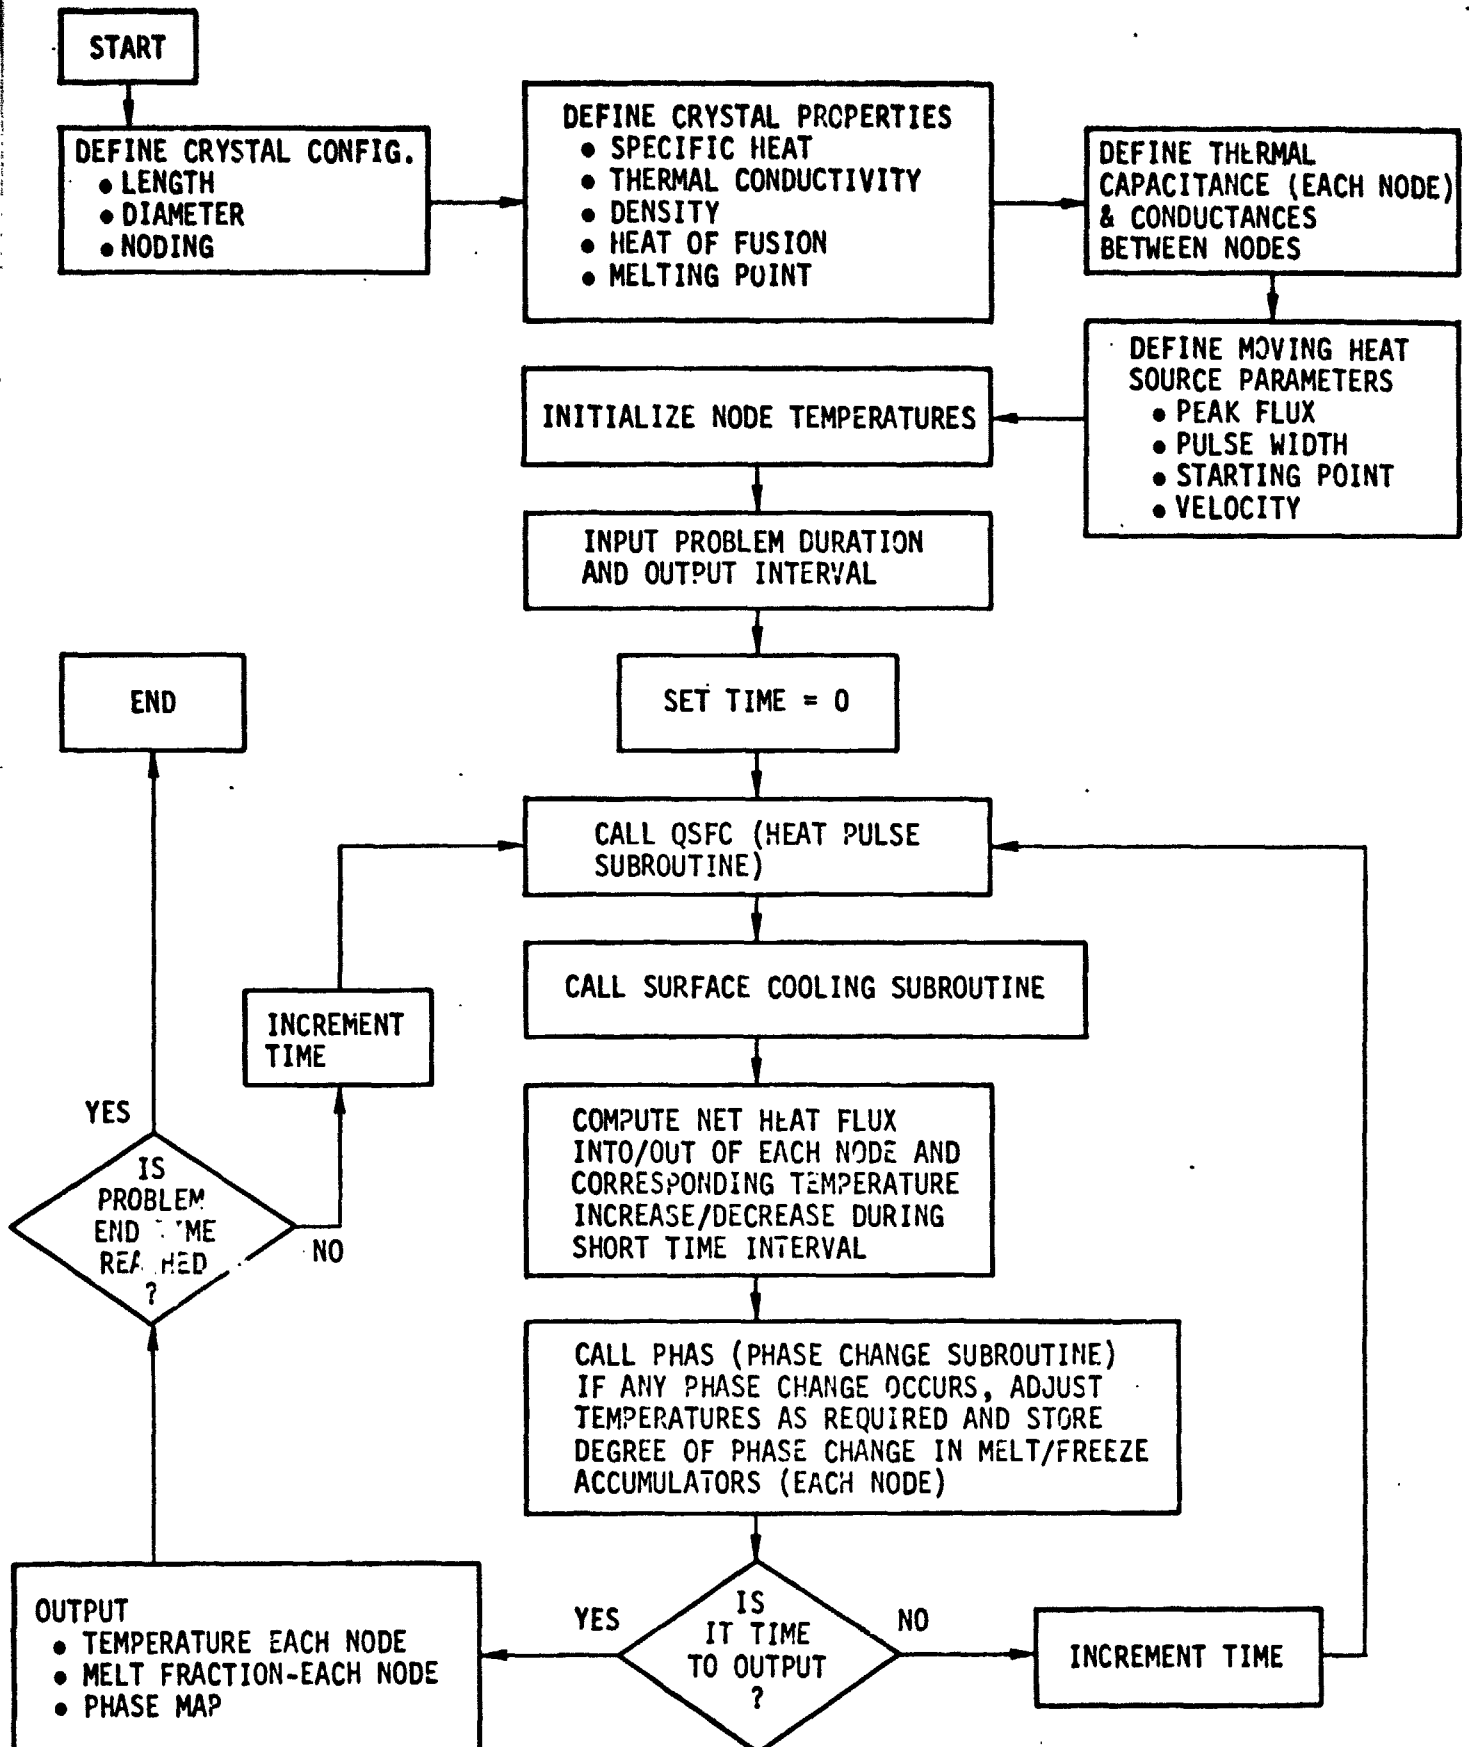 START
DEFINE CRYSTAL CONFIG.
● LENGTH
● DIAMETER
● NODING
DEFINE CRYSTAL PROPERTIES
● SPECIFIC HEAT
● THERMAL CONDUCTIVITY
● DENSITY
● HEAT OF FUSION
● MELTING POINT
DEFINE THERMAL
CAPACITANCE (EACH NODE)
& CONDUCTANCES
BETWEEN NODES
DEFINE MOVING HEAT
SOURCE PARAMETERS
● PEAK FLUX
● PULSE WIDTH
● STARTING POINT
● VELOCITY
INITIALIZE NODE TEMPERATURES
INPUT PROBLEM DURATION
AND OUTPUT INTERVAL
SET TIME = 0
END
CALL QSFC (HEAT PULSE
SUBROUTINE)
CALL SURFACE COOLING SUBROUTINE
INCREMENT
TIME
COMPUTE NET HEAT FLUX
INTO/OUT OF EACH NODE AND
CORRESPONDING TEMPERATURE
INCREASE/DECREASE DURING
SHORT TIME INTERVAL
YES
IS
PROBLEM
END TIME
REACHED
?
NO
CALL PHAS (PHASE CHANGE SUBROUTINE)
IF ANY PHASE CHANGE OCCURS, ADJUST
TEMPERATURES AS REQUIRED AND STORE
DEGREE OF PHASE CHANGE IN MELT/FREEZE
ACCUMULATORS (EACH NODE)
IS
IT TIME
TO OUTPUT
?
YES
NO
INCREMENT TIME
OUTPUT
● TEMPERATURE EACH NODE
● MELT FRACTION-EACH NODE
● PHASE MAP